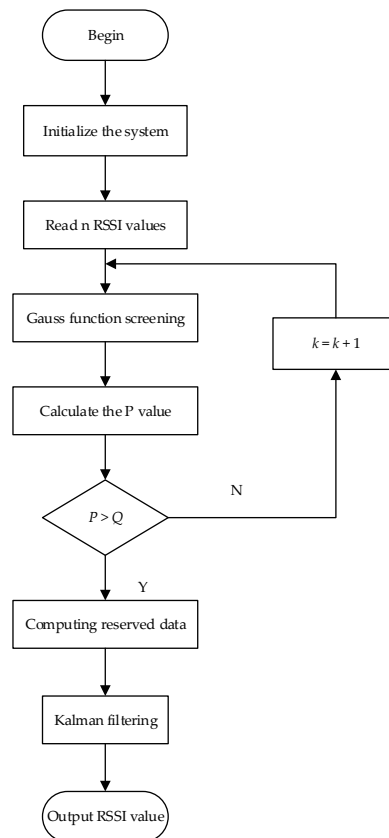 Begin
Initialize the system
Read n RSSI values
Gauss function screening
k = k + 1
Calculate the P value
N
P > Q
Y
Computing reserved data
Kalman filtering
Output RSSI value